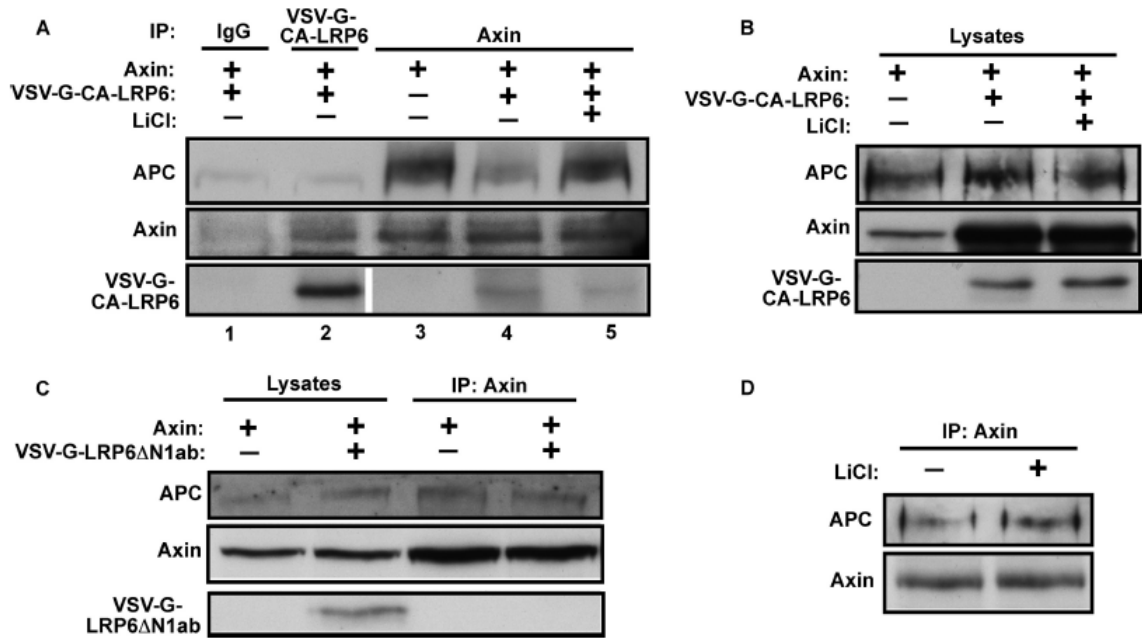 A
IP:
IgG
VSV-G-
CA-LRP6
Axin
Axin: + + + + +
VSV-G-CA-LRP6: + + – + +
LiCl: – – – – +
APC
Axin
VSV-G-
CA-LRP6
1 2 3 4 5
B
Lysates
Axin: + + +
VSV-G-CA-LRP6: – + +
LiCl: – – +
APC
Axin
VSV-G-
CA-LRP6
C
Lysates IP: Axin
Axin: + + + +
VSV-G-LRP6ΔN1ab: – + – +
APC
Axin
VSV-G-
LRP6ΔN1ab
D
IP: Axin
LiCl: – +
APC
Axin